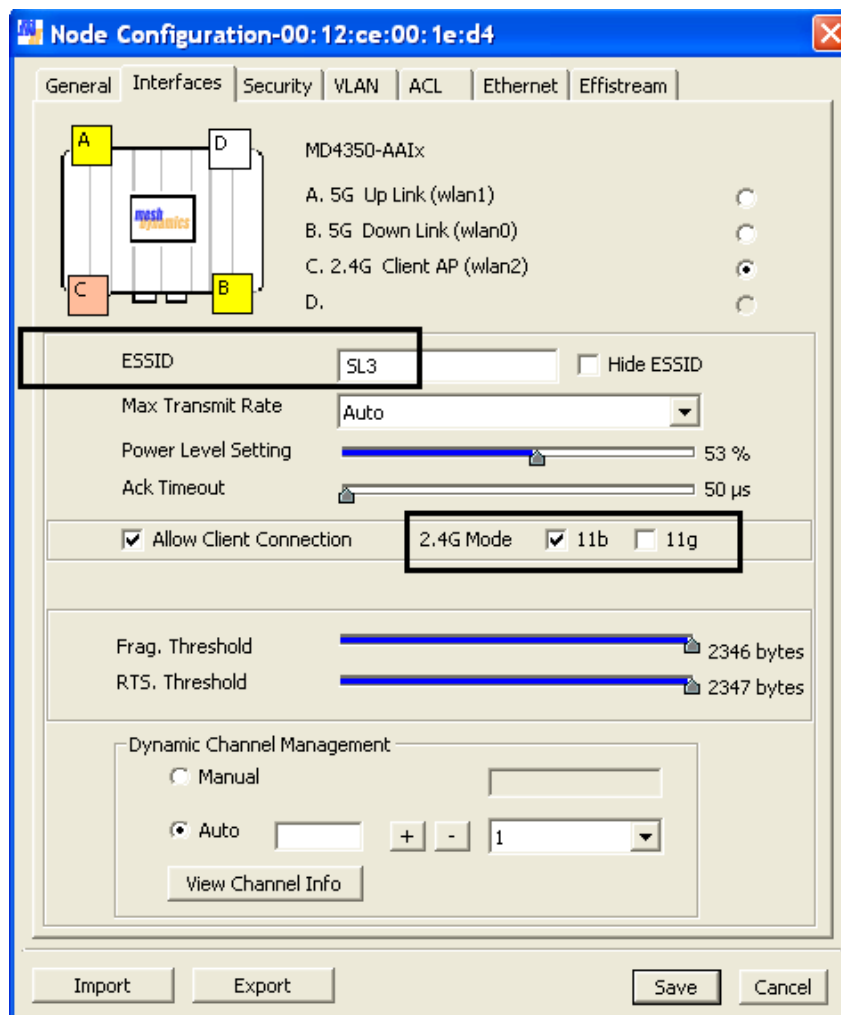 Node Configuration-00:12:ce:00:1e:d4
General Interfaces Security VLAN ACL Ethernet Effistream
A
D
mesh
dynamics
C
B
MD4350-AAIx
A. 5G Up Link (wlan1)
B. 5G Down Link (wlan0)
C. 2.4G Client AP (wlan2)
D.
ESSID SL3 Hide ESSID
Max Transmit Rate Auto
Power Level Setting 53 %
Ack Timeout 50 µs
Allow Client Connection 2.4G Mode 11b 11g
Frag. Threshold 2346 bytes
RTS. Threshold 2347 bytes
Dynamic Channel Management
Manual
Auto + - 1
View Channel Info
Import Export Save Cancel